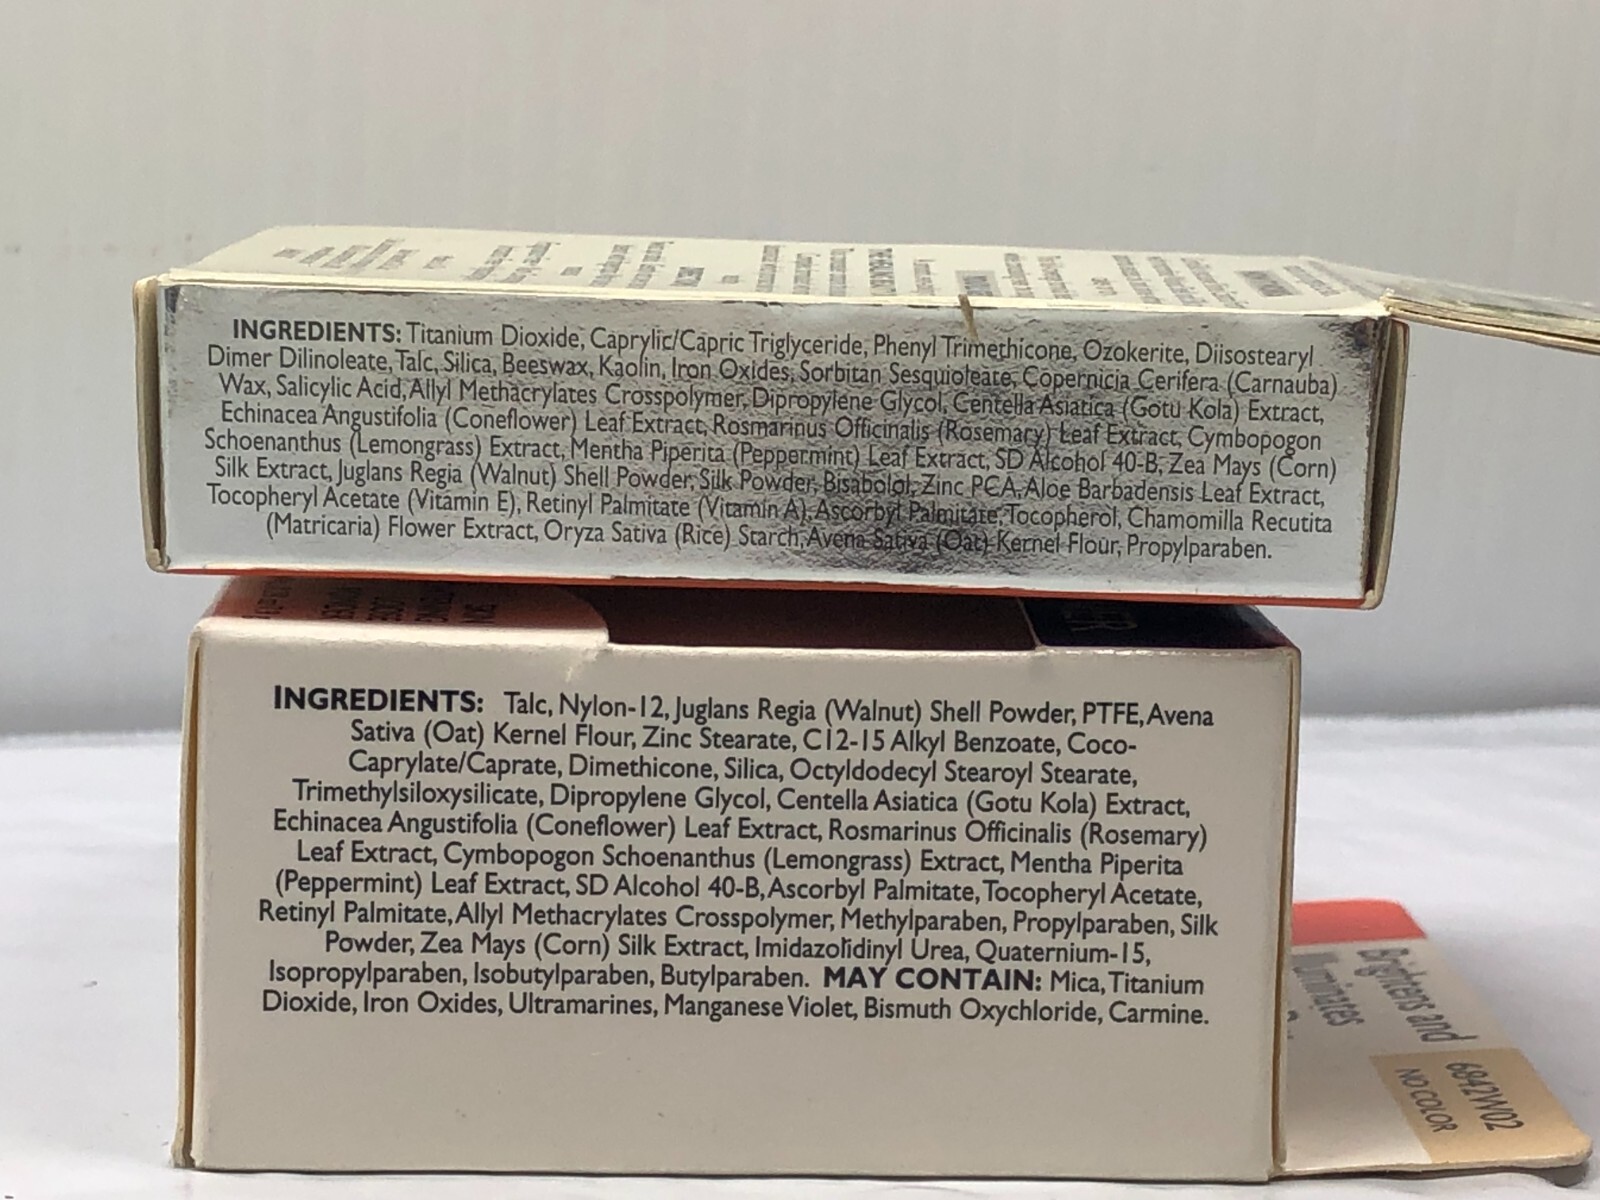 INGREDIENTS: Titanium Dioxide, Caprylic/Capric Triglyceride, Phenyl Trimethicone, Ozokerite, Diisostearyl
Dimer Dilinoleate, Talc, Silica, Beeswax, Kaolin, Iron Oxides, Sorbitan Sesquioleate, Copernicia Cerifera (Carnauba)
Wax, Salicylic Acid, Allyl Methacrylates Crosspolymer, Dipropylene Glycol, Centella Asiatica (Gotu Kola) Extract,
Echinacea Angustifolia (Coneflower) Leaf Extract, Rosmarinus Officinalis (Rosemary) Leaf Extract, Cymbopogon
Schoenanthus (Lemongrass) Extract, Mentha Piperita (Peppermint) Leaf Extract, SD Alcohol 40-B, Zea Mays (Corn)
Silk Extract, Juglans Regia (Walnut) Shell Powder, Silk Powder, Bisabolol, Zinc PCA, Aloe Barbadensis Leaf Extract,
Tocopheryl Acetate (Vitamin E), Retinyl Palmitate (Vitamin A), Ascorbyl Palmitate, Tocopherol, Chamomilla Recutita
(Matricaria) Flower Extract, Oryza Sativa (Rice) Starch, Avena Sativa (Oat) Kernel Flour, Propylparaben.
INGREDIENTS: Talc, Nylon-12, Juglans Regia (Walnut) Shell Powder, PTFE, Avena
Sativa (Oat) Kernel Flour, Zinc Stearate, C12-15 Alkyl Benzoate, Coco-
Caprylate/Caprate, Dimethicone, Silica, Octyldodecyl Stearoyl Stearate,
Trimethylsiloxysilicate, Dipropylene Glycol, Centella Asiatica (Gotu Kola) Extract,
Echinacea Angustifolia (Coneflower) Leaf Extract, Rosmarinus Officinalis (Rosemary)
Leaf Extract, Cymbopogon Schoenanthus (Lemongrass) Extract, Mentha Piperita
(Peppermint) Leaf Extract, SD Alcohol 40-B, Ascorbyl Palmitate, Tocopheryl Acetate,
Retinyl Palmitate, Allyl Methacrylates Crosspolymer, Methylparaben, Propylparaben, Silk
Powder, Zea Mays (Corn) Silk Extract, Imidazolidinyl Urea, Quaternium-15,
Isopropylparaben, Isobutylparaben, Butylparaben. MAY CONTAIN: Mica, Titanium
Dioxide, Iron Oxides, Ultramarines, Manganese Violet, Bismuth Oxychloride, Carmine.
Brightens and
Illuminates
6842W02
NO COLOR